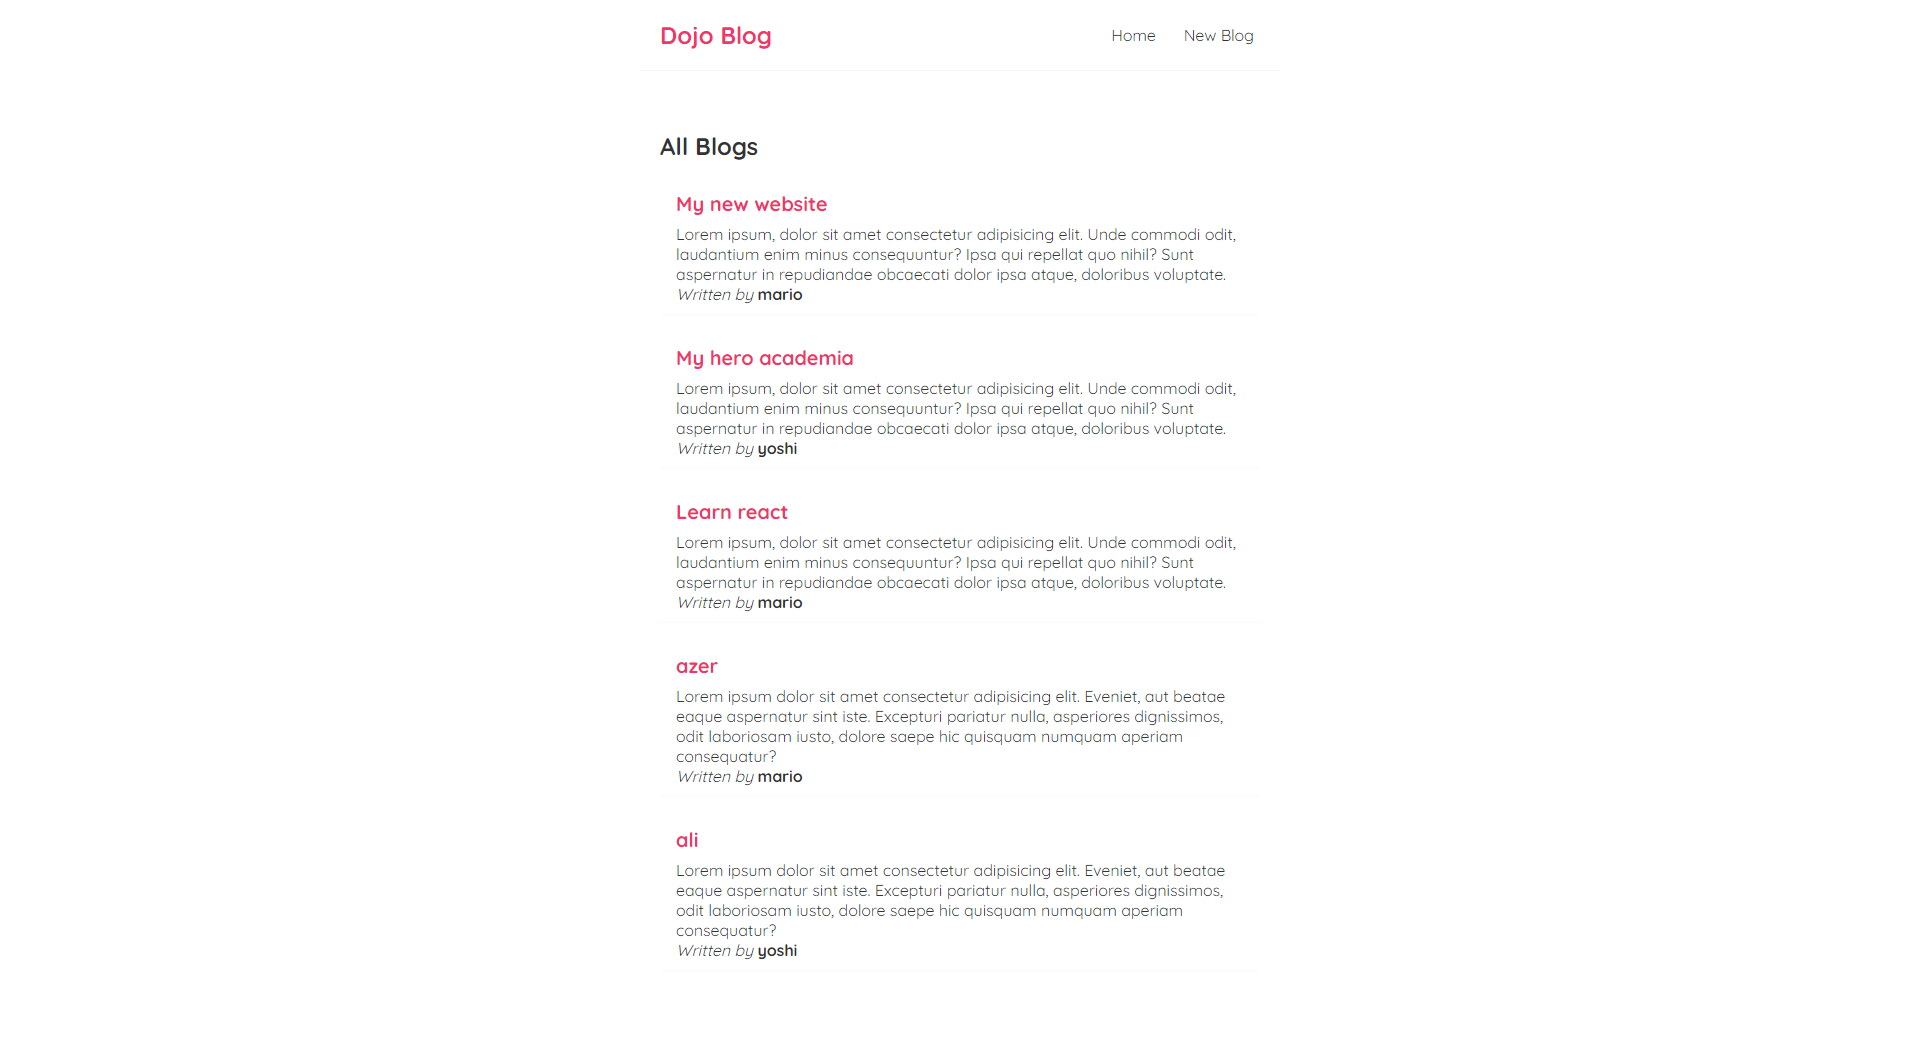 Dojo Blog
Home
New Blog
All Blogs
My new website
Lorem ipsum, dolor sit amet consectetur adipisicing elit. Unde commodi odit,
laudantium enim minus consequuntur? Ipsa qui repellat quo nihil? Sunt
aspernatur in repudiandae obcaecati dolor ipsa atque, doloribus voluptate.
Written by mario
My hero academia
Lorem ipsum, dolor sit amet consectetur adipisicing elit. Unde commodi odit,
laudantium enim minus consequuntur? Ipsa qui repellat quo nihil? Sunt
aspernatur in repudiandae obcaecati dolor ipsa atque, doloribus voluptate.
Written by yoshi
Learn react
Lorem ipsum, dolor sit amet consectetur adipisicing elit. Unde commodi odit,
laudantium enim minus consequuntur? Ipsa qui repellat quo nihil? Sunt
aspernatur in repudiandae obcaecati dolor ipsa atque, doloribus voluptate.
Written by mario
azer
Lorem ipsum dolor sit amet consectetur adipisicing elit. Eveniet, aut beatae
eaque aspernatur sint iste. Excepturi pariatur nulla, asperiores dignissimos,
odit laboriosam iusto, dolore saepe hic quisquam numquam aperiam
consequatur?
Written by mario
ali
Lorem ipsum dolor sit amet consectetur adipisicing elit. Eveniet, aut beatae
eaque aspernatur sint iste. Excepturi pariatur nulla, asperiores dignissimos,
odit laboriosam iusto, dolore saepe hic quisquam numquam aperiam
consequatur?
Written by yoshi